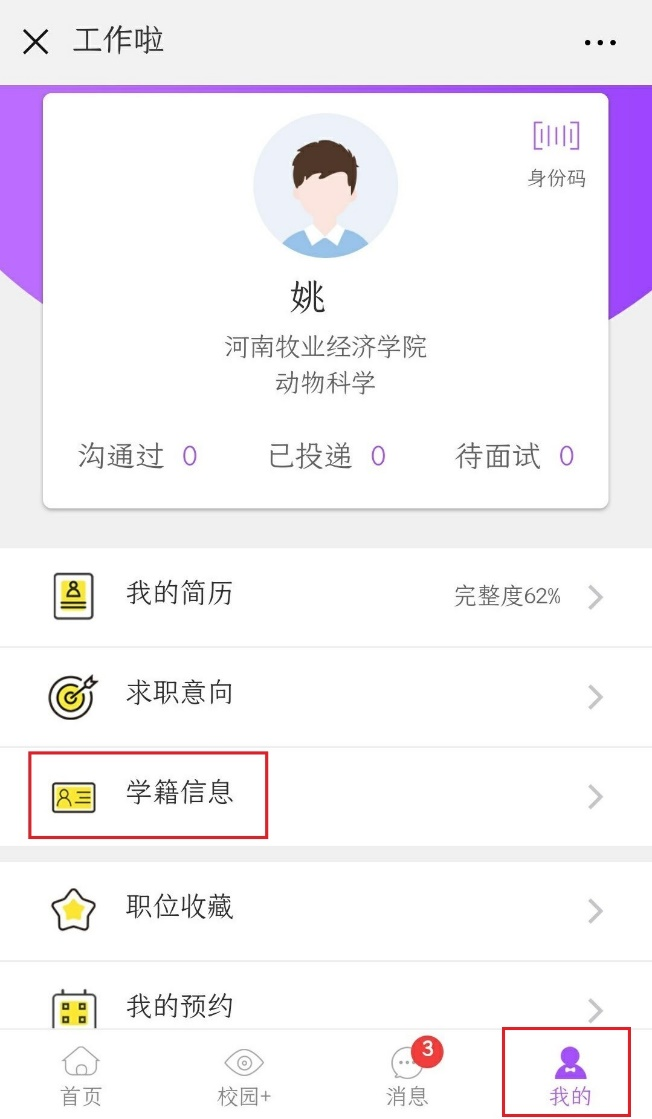 工作啦
身份码
姚
河南牧业经济学院
动物科学
沟通过 0 已投递 0 待面试 0
我的简历 完整度62%
求职意向
学籍信息
职位收藏
我的预约
3
首页 校园+ 消息 我的